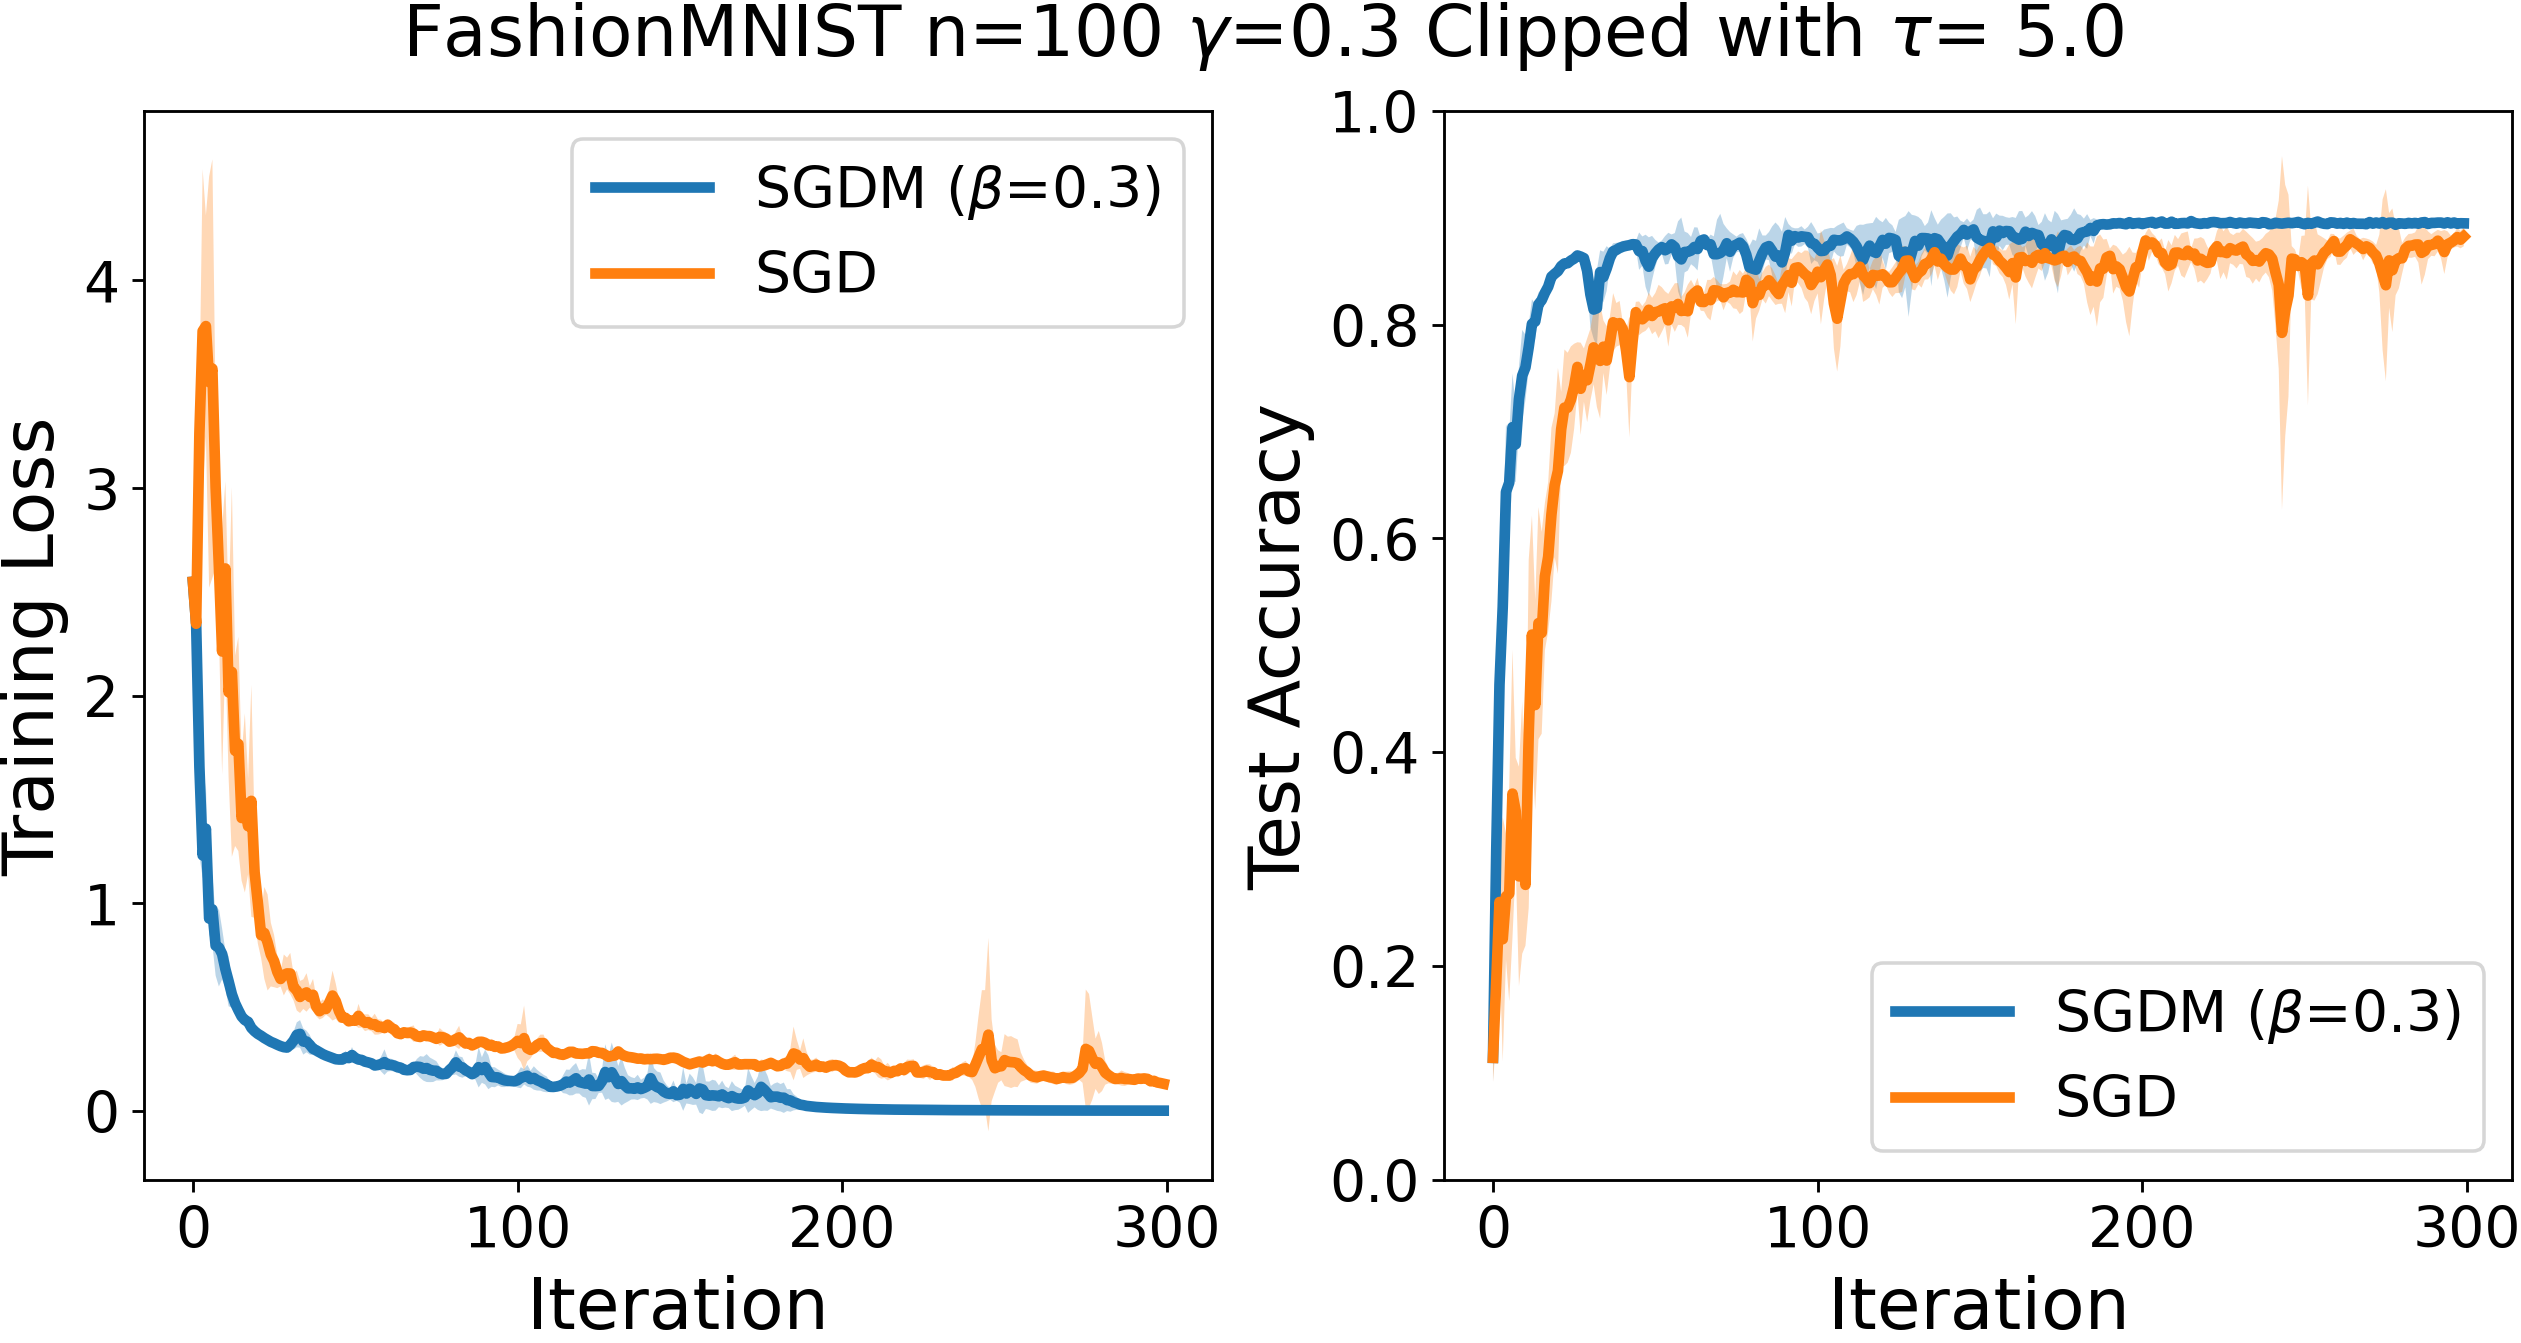 FashionMNIST n=100 γ=0.3 Clipped with τ= 5.0
Training Loss
4
3
2
1
0
0 100 200 300
Iteration
SGDM (β=0.3)
SGD
Test Accuracy
1.0
0.8
0.6
0.4
0.2
0.0
0 100 200 300
Iteration
SGDM (β=0.3)
SGD